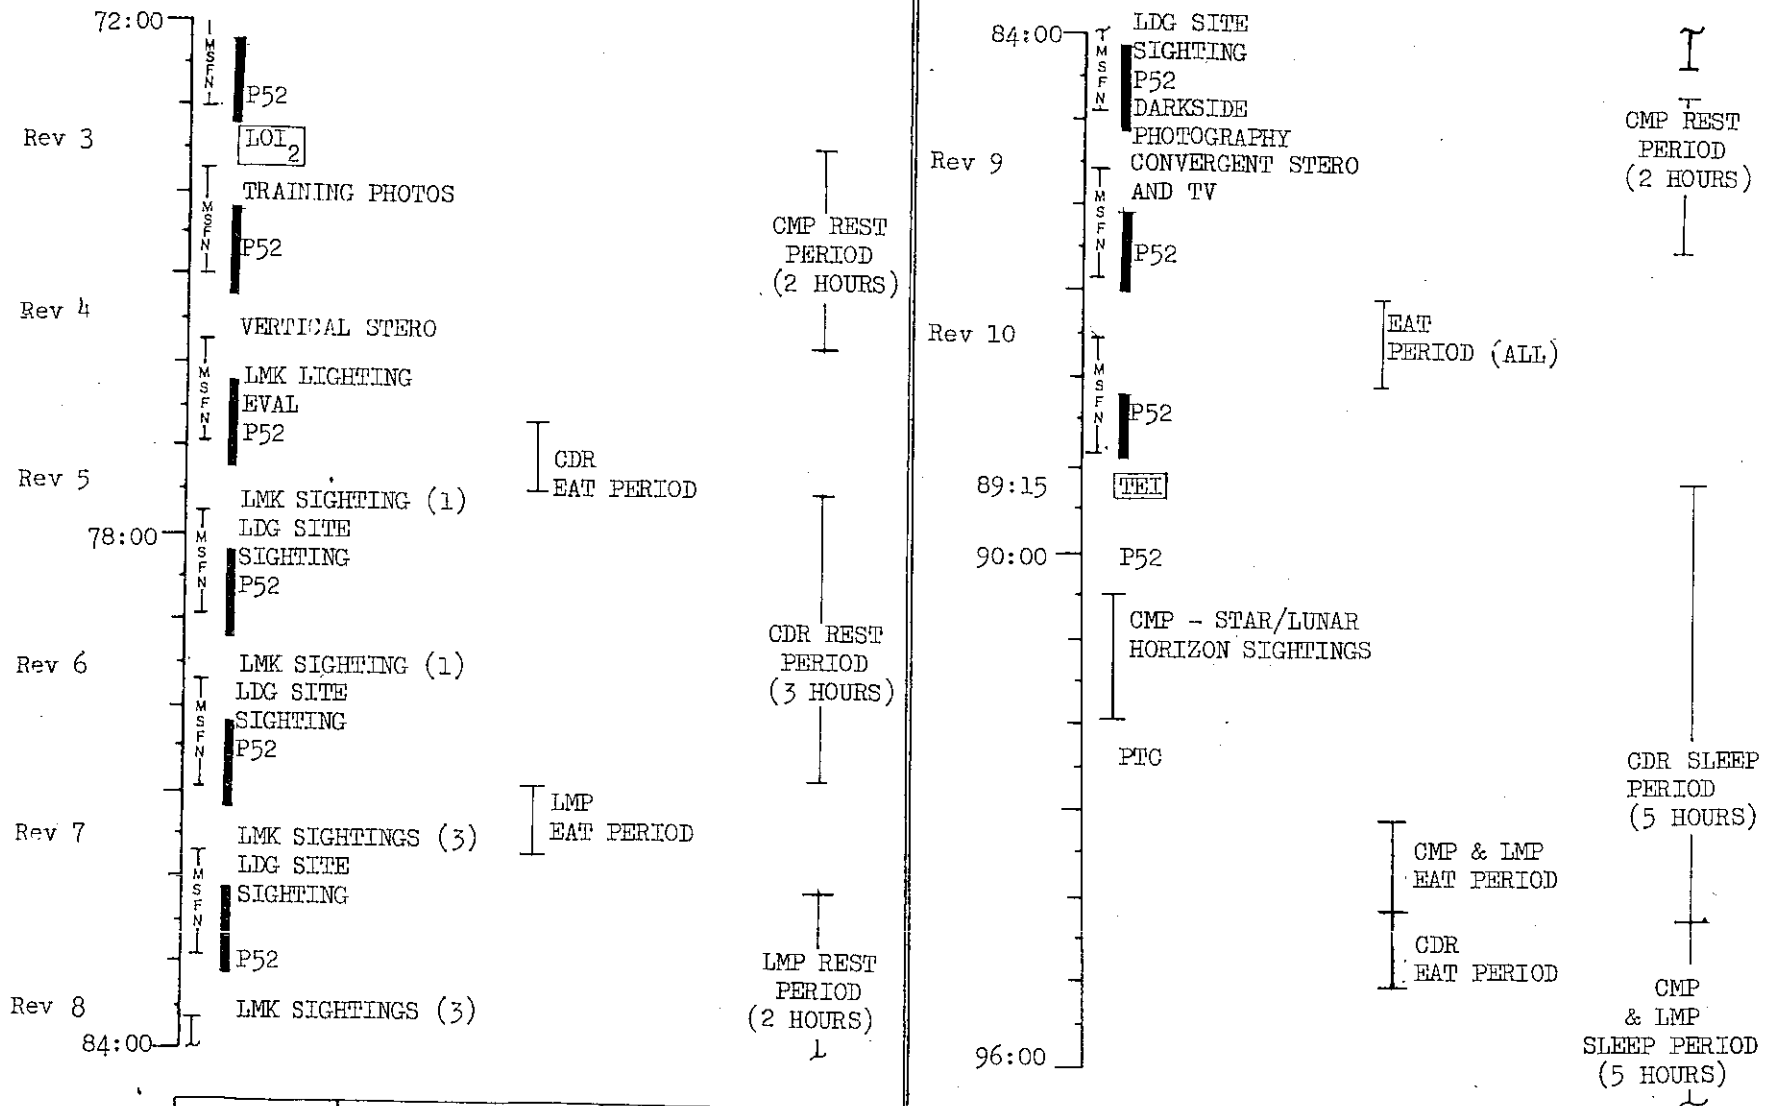 72:00
MSFN
P52
Rev 3
LOI2
TRAINING PHOTOS
MSFN
P52
CMP REST
PERIOD
(2 HOURS)
Rev 4
VERTICAL STERO
MSFN
LMK LIGHTING
EVAL
P52
CDR
EAT PERIOD
Rev 5
LMK SIGHTING (1)
LDG SITE
SIGHTING
78:00
MSFN
P52
CDR REST
PERIOD
(3 HOURS)
Rev 6
LMK SIGHTING (1)
LDG SITE
SIGHTING
MSFN
P52
LMP
EAT PERIOD
Rev 7
LMK SIGHTINGS (3)
LDG SITE
SIGHTING
MSFN
P52
LMP REST
PERIOD
(2 HOURS)
Rev 8
LMK SIGHTINGS (3)
84:00
84:00
MSFN
LDG SITE
SIGHTING
P52
DARKSIDE
PHOTOGRAPHY
CMP REST
PERIOD
(2 HOURS)
Rev 9
CONVERGENT STERO
AND TV
MSFN
P52
Rev 10
EAT
PERIOD (ALL)
MSFN
P52
89:15
TEI
90:00
P52
CMP - STAR/LUNAR
HORIZON SIGHTINGS
PTC
CDR SLEEP
PERIOD
(5 HOURS)
CMP & LMP
EAT PERIOD
CDR
EAT PERIOD
CMP
& LMP
SLEEP PERIOD
(5 HOURS)
96:00